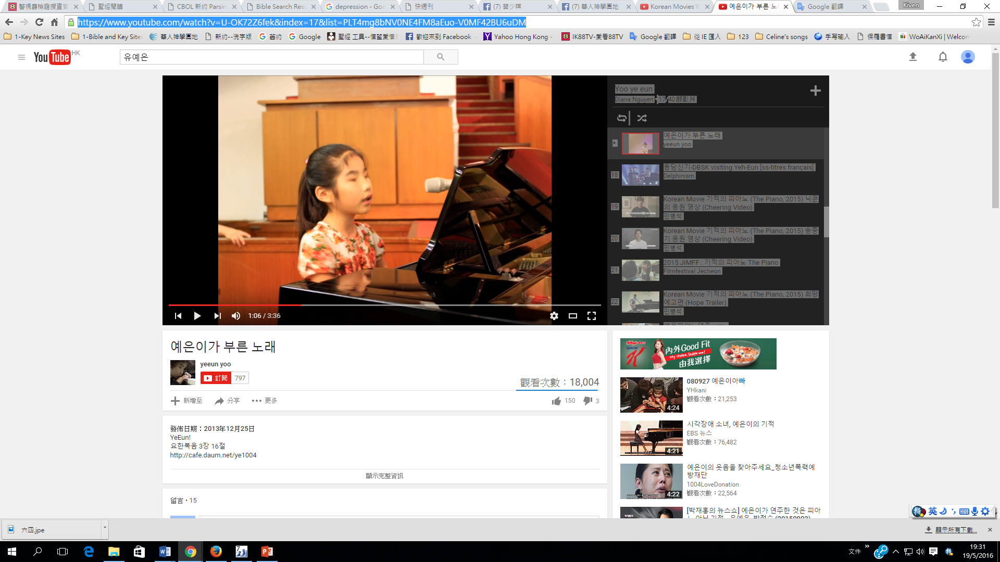 警視廳檢證搜查官
聖經閱讀
CBOL 新約 Parsin
Bible Search Resu
depression - Goo
快週刊
(7) 蔡少琪
(7) 華人神學園地
Korean Movies W
예은이가 부른 노
Google 翻譯
Kiven
https://www.youtube.com/watch?v=U-OK72Z6fek&index=17&list=PLT4mg8bNV0NE4FM8aEuo-V0MF42BU6uDM
1-Key News Sites
1-Bible and Key Site
華人神學園地
新約--洗字版
舊約
Google
聖經 工具--信望愛信
歡迎來到 Facebook
Yahoo Hong Kong -
IK88TV-愛看88TV
Google 翻譯
從 IE 匯入
123
Celine's songs
手写输入
保羅書信
WoAiKanXi | Welcom
YouTube HK
유예은
Yoo ye eun
Diana Nguyen • 17/40 部影片
예은이가 부른 노래
yeeun yoo
18
동당신기-DBSK visiting Yeh-Eun [ss-titres français]
Delphinism
19
Korean Movie 기적의 피아노 (The Piano, 2015) 닉쿤
의 응원 영상 (Cheering Video)
민병석
20
Korean Movie 기적의 피아노 (The Piano, 2015) 송중
기 응원 영상 (Cheering Video)
민병석
21
2015 JIMFF : 기적의 피아노 The Piano
Filmfestival Jecheon
22
Korean Movie 기적의 피아노 (The Piano, 2015) 희망
예고편 (Hope Trailer)
민병석
1:06 / 3:36
예은이가 부른 노래
yeeun yoo
訂閱 797
觀看次數：18,004
新增至
分享
更多
150
3
發佈日期：2013年12月25日
YeEun!
요한복음 3장 16절
http://cafe.daum.net/ye1004
顯示完整資訊
留言 • 15
Kellogg's
Special K
內外Good Fit
My choice, Shape me!
由我選擇
080927 예은이아빠
YHkani
觀看次數：21,253
4:24
시각장애 소녀, 예은이의 기적
EBS 뉴스
觀看次數：76,482
4:21
예은이의 웃음을 찾아주세요_청소년폭력예
방재단
1004LoveDonation
觀看次數：22,564
4:22
[박재홍의 뉴스쇼] 예은이가 연주한 것은 피아
英
六四.jpe
顯示所有下載...
文件
19:31
19/5/2016